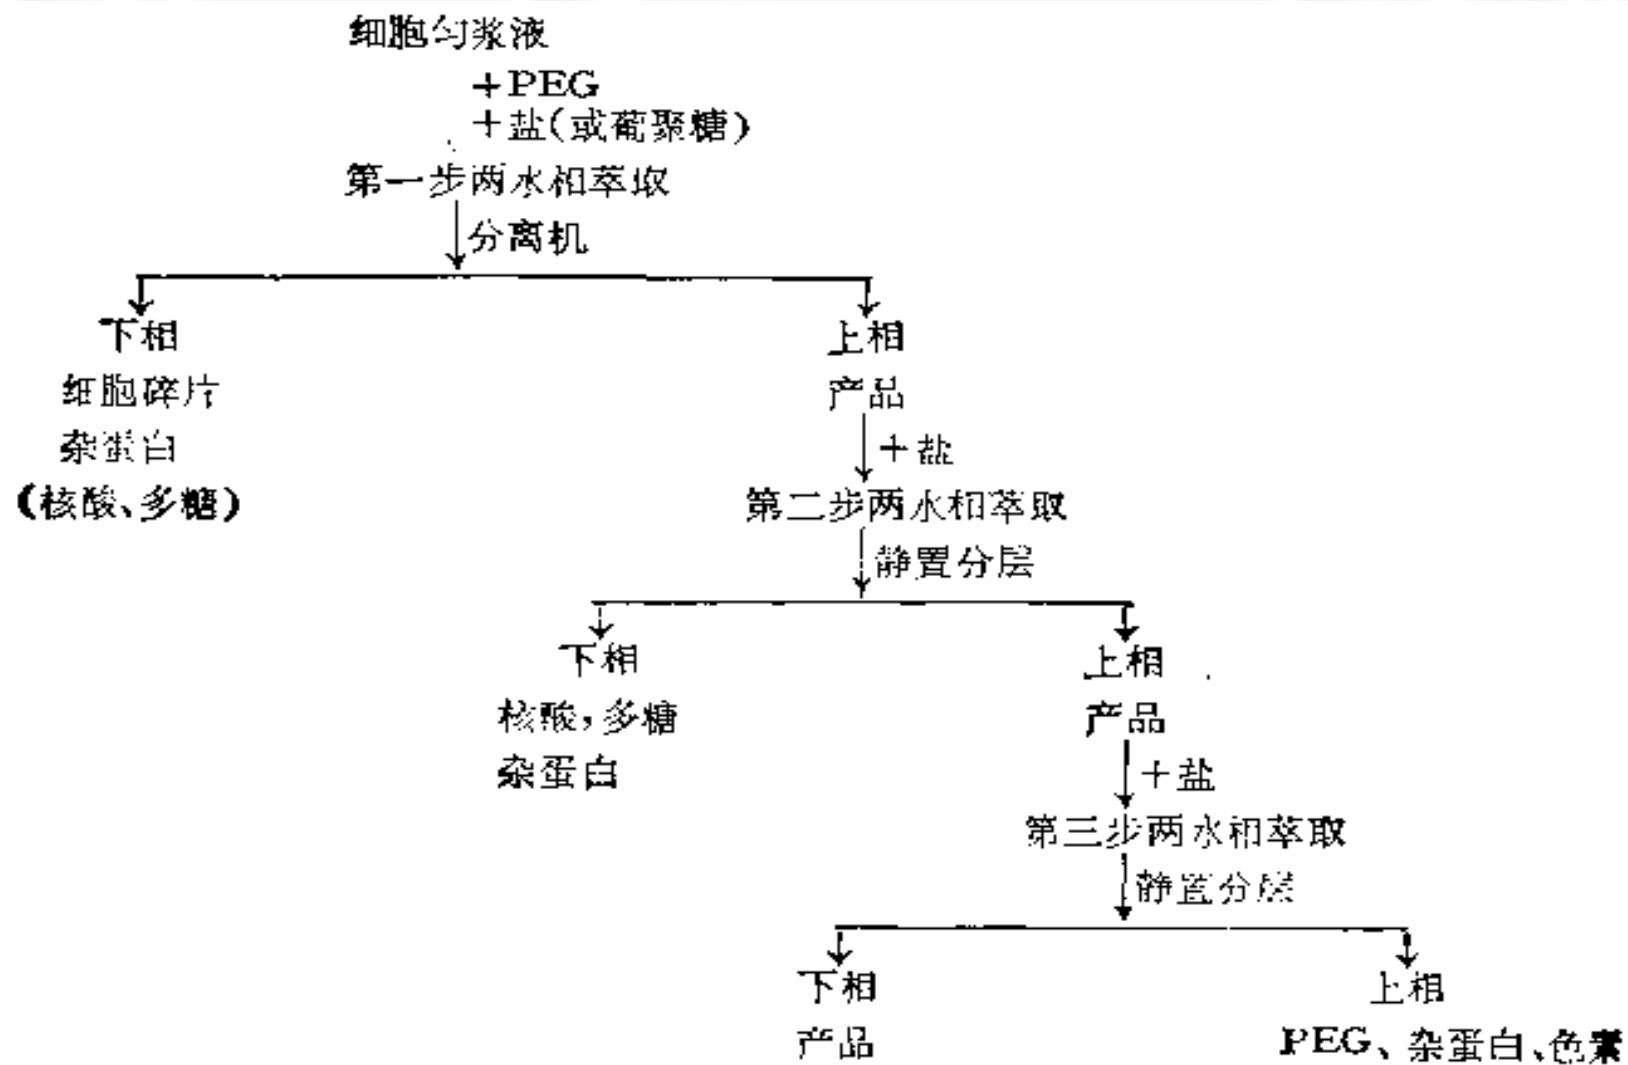 细胞匀浆液
+PEG
+盐(或葡聚糖)
第一步两水相萃取
分离机
下相
上相
细胞碎片
产品
杂蛋白
+盐
(核酸、多糖)
第二步两水相萃取
静置分层
下相
上相
核酸,多糖
产品
杂蛋白
+盐
第三步两水相萃取
静置分层
下相
上相
产品
PEG、杂蛋白、色素